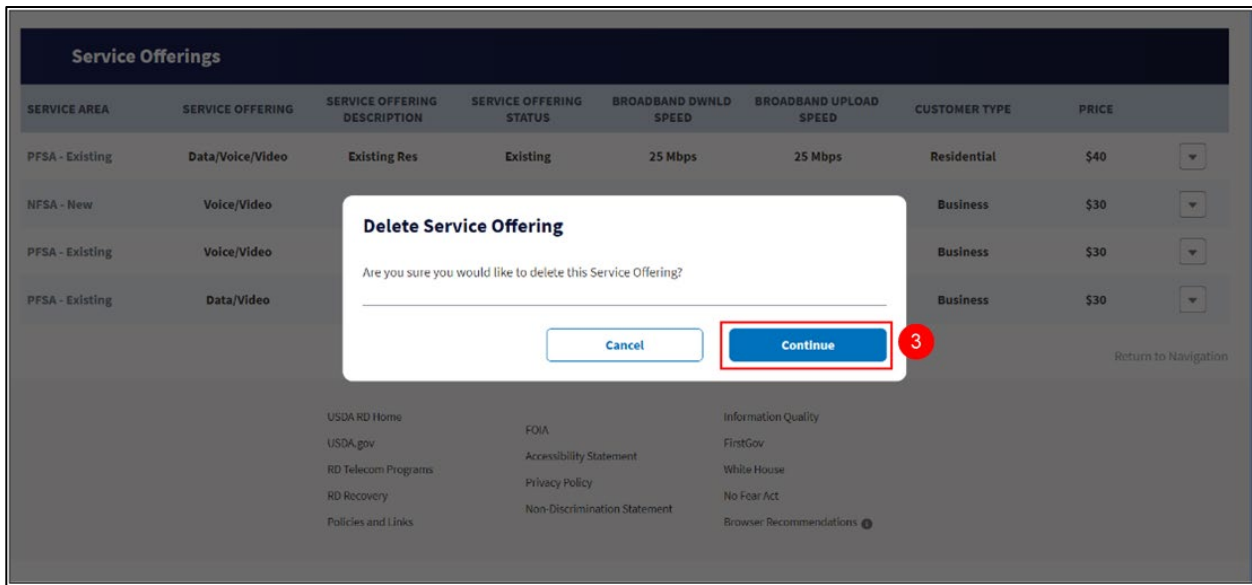 Service Offerings
SERVICE AREA SERVICE OFFERING SERVICE OFFERING DESCRIPTION SERVICE OFFERING STATUS BROADBAND DWNLD SPEED BROADBAND UPLOAD SPEED CUSTOMER TYPE PRICE
PFSA - Existing Data/Voice/Video Existing Res Existing 25 Mbps 25 Mbps Residential $40
NFSA - New Voice/Video Business $30
PFSA - Existing Voice/Video Business $30
PFSA - Existing Data/Video Business $30
Delete Service Offering
Are you sure you would like to delete this Service Offering?
Cancel Continue 3
Return to Navigation
USDA RD Home
USDA.gov
RD Telecom Programs
RD Recovery
Policies and Links
FOIA
Accessibility Statement
Privacy Policy
Non-Discrimination Statement
Information Quality
FirstGov
White House
No Fear Act
Browser Recommendations